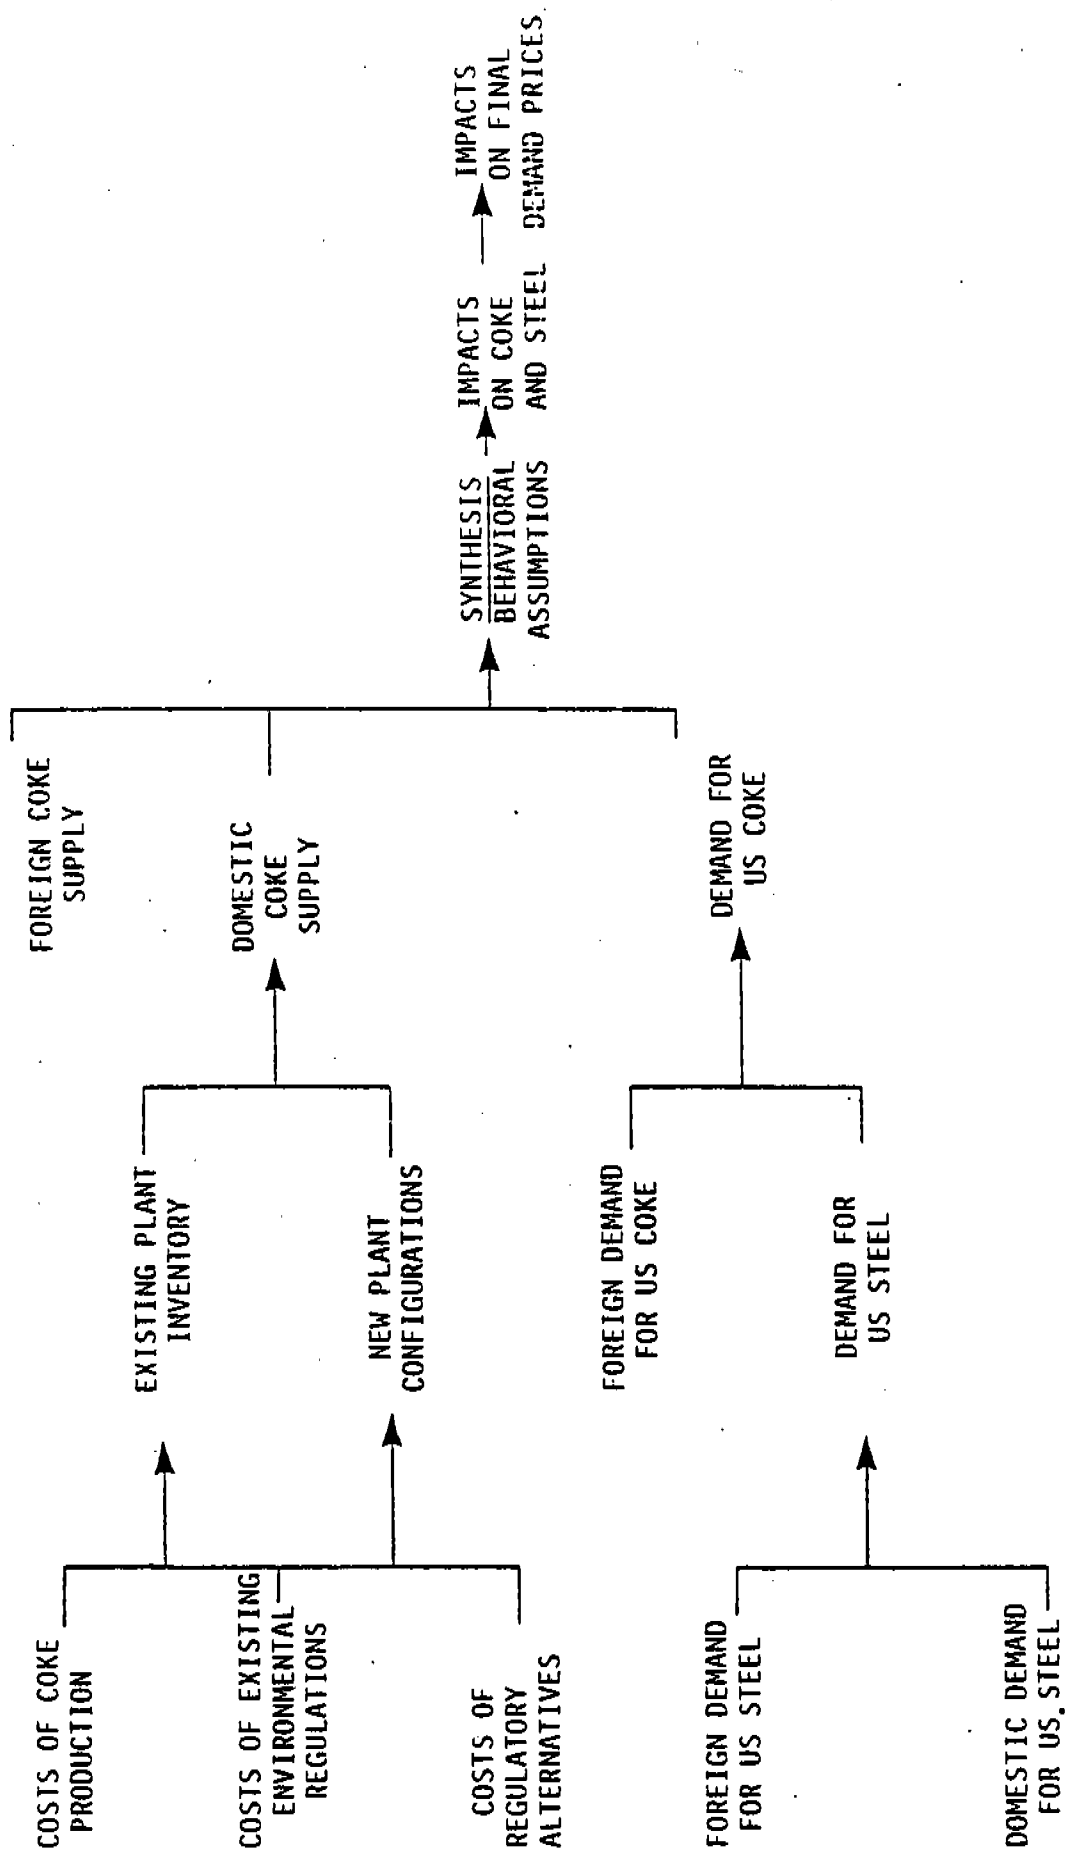 COSTS OF COKE
PRODUCTION
COSTS OF EXISTING
ENVIRONMENTAL
REGULATIONS
COSTS OF
REGULATORY
ALTERNATIVES
EXISTING PLANT
INVENTORY
NEW PLANT
CONFIGURATIONS
FOREIGN COKE
SUPPLY
DOMESTIC
COKE
SUPPLY
FOREIGN DEMAND
FOR US STEEL
DOMESTIC DEMAND
FOR US STEEL
FOREIGN DEMAND
FOR US COKE
DEMAND FOR
US STEEL
DEMAND FOR
US COKE
SYNTHESIS
BEHAVIORAL
ASSUMPTIONS
IMPACTS
ON COKE
AND STEEL
IMPACTS
ON FINAL
DEMAND PRICES